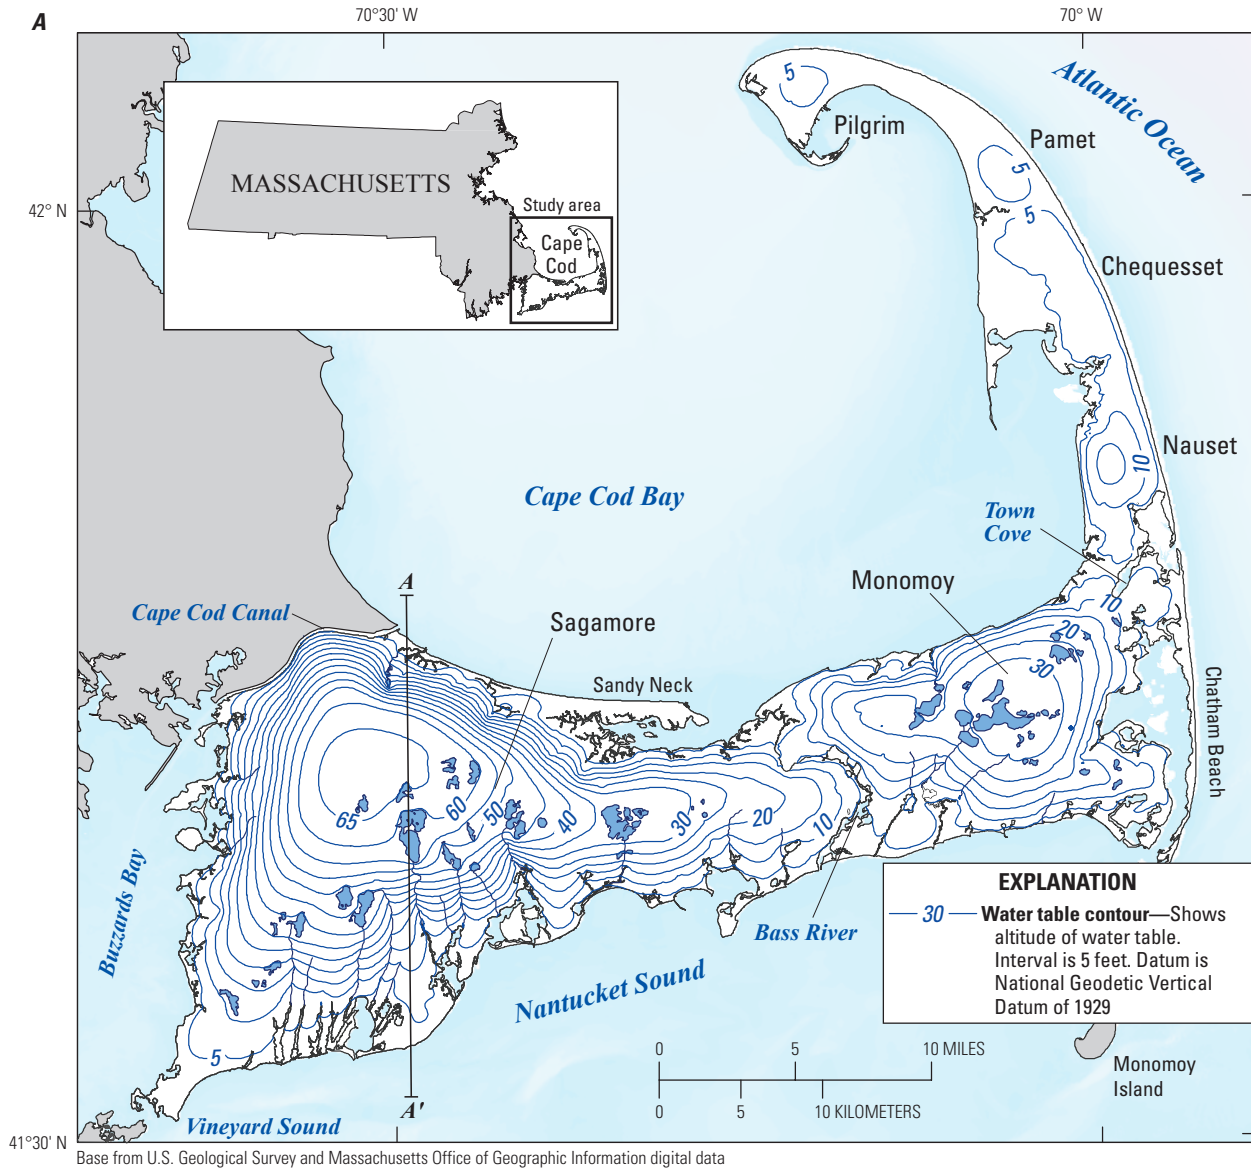 A
70°30' W
70° W
42° N
41°30' N
Atlantic Ocean
5
Pilgrim
Pamet
5
MASSACHUSETTS
Study area
Cape
Cod
5
Chequesset
Nauset
10
Cape Cod Bay
Town
Cove
A
Monomoy
Cape Cod Canal
Sagamore
10
20
30
Sandy Neck
Chatham Beach
65
60
50
40
30
20
10
Buzzards Bay
Bass River
Nantucket Sound
5
A'
Vineyard Sound
EXPLANATION
30 Water table contour—Shows
altitude of water table.
Interval is 5 feet. Datum is
National Geodetic Vertical
Datum of 1929
0 5 10 MILES
0 5 10 KILOMETERS
Monomoy
Island
Base from U.S. Geological Survey and Massachusetts Office of Geographic Information digital data